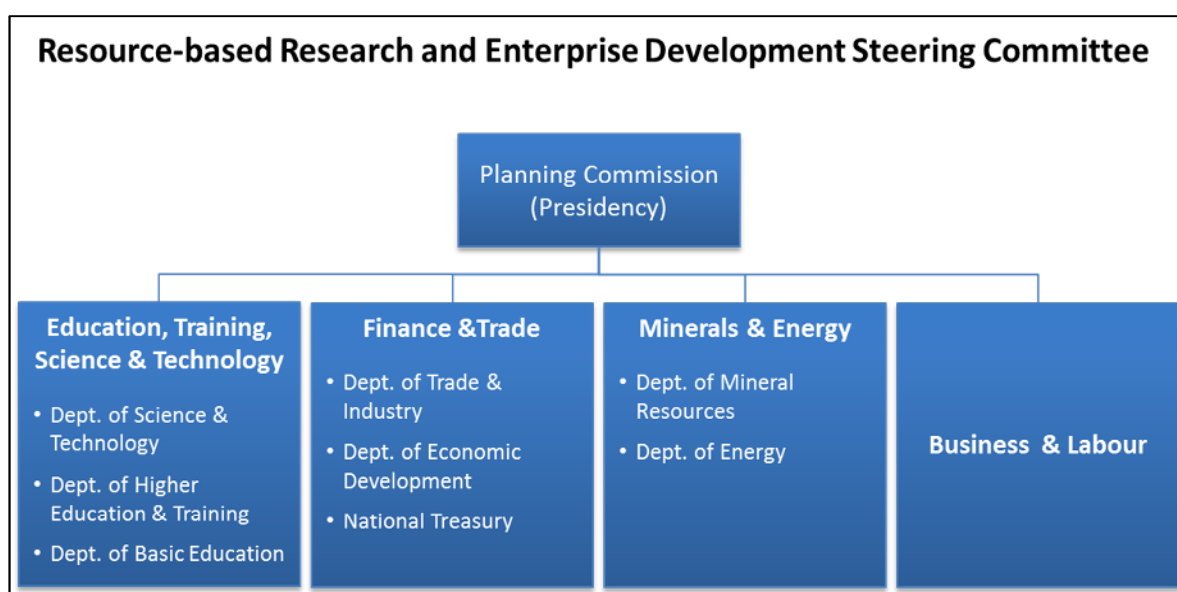 Resource-based Research and Enterprise Development Steering Committee
Planning Commission
(Presidency)
Education, Training,
Science & Technology
• Dept. of Science &
Technology
• Dept. of Higher
Education & Training
• Dept. of Basic Education
Finance &Trade
• Dept. of Trade &
Industry
• Dept. of Economic
Development
• National Treasury
Minerals & Energy
• Dept. of Mineral
Resources
• Dept. of Energy
Business & Labour